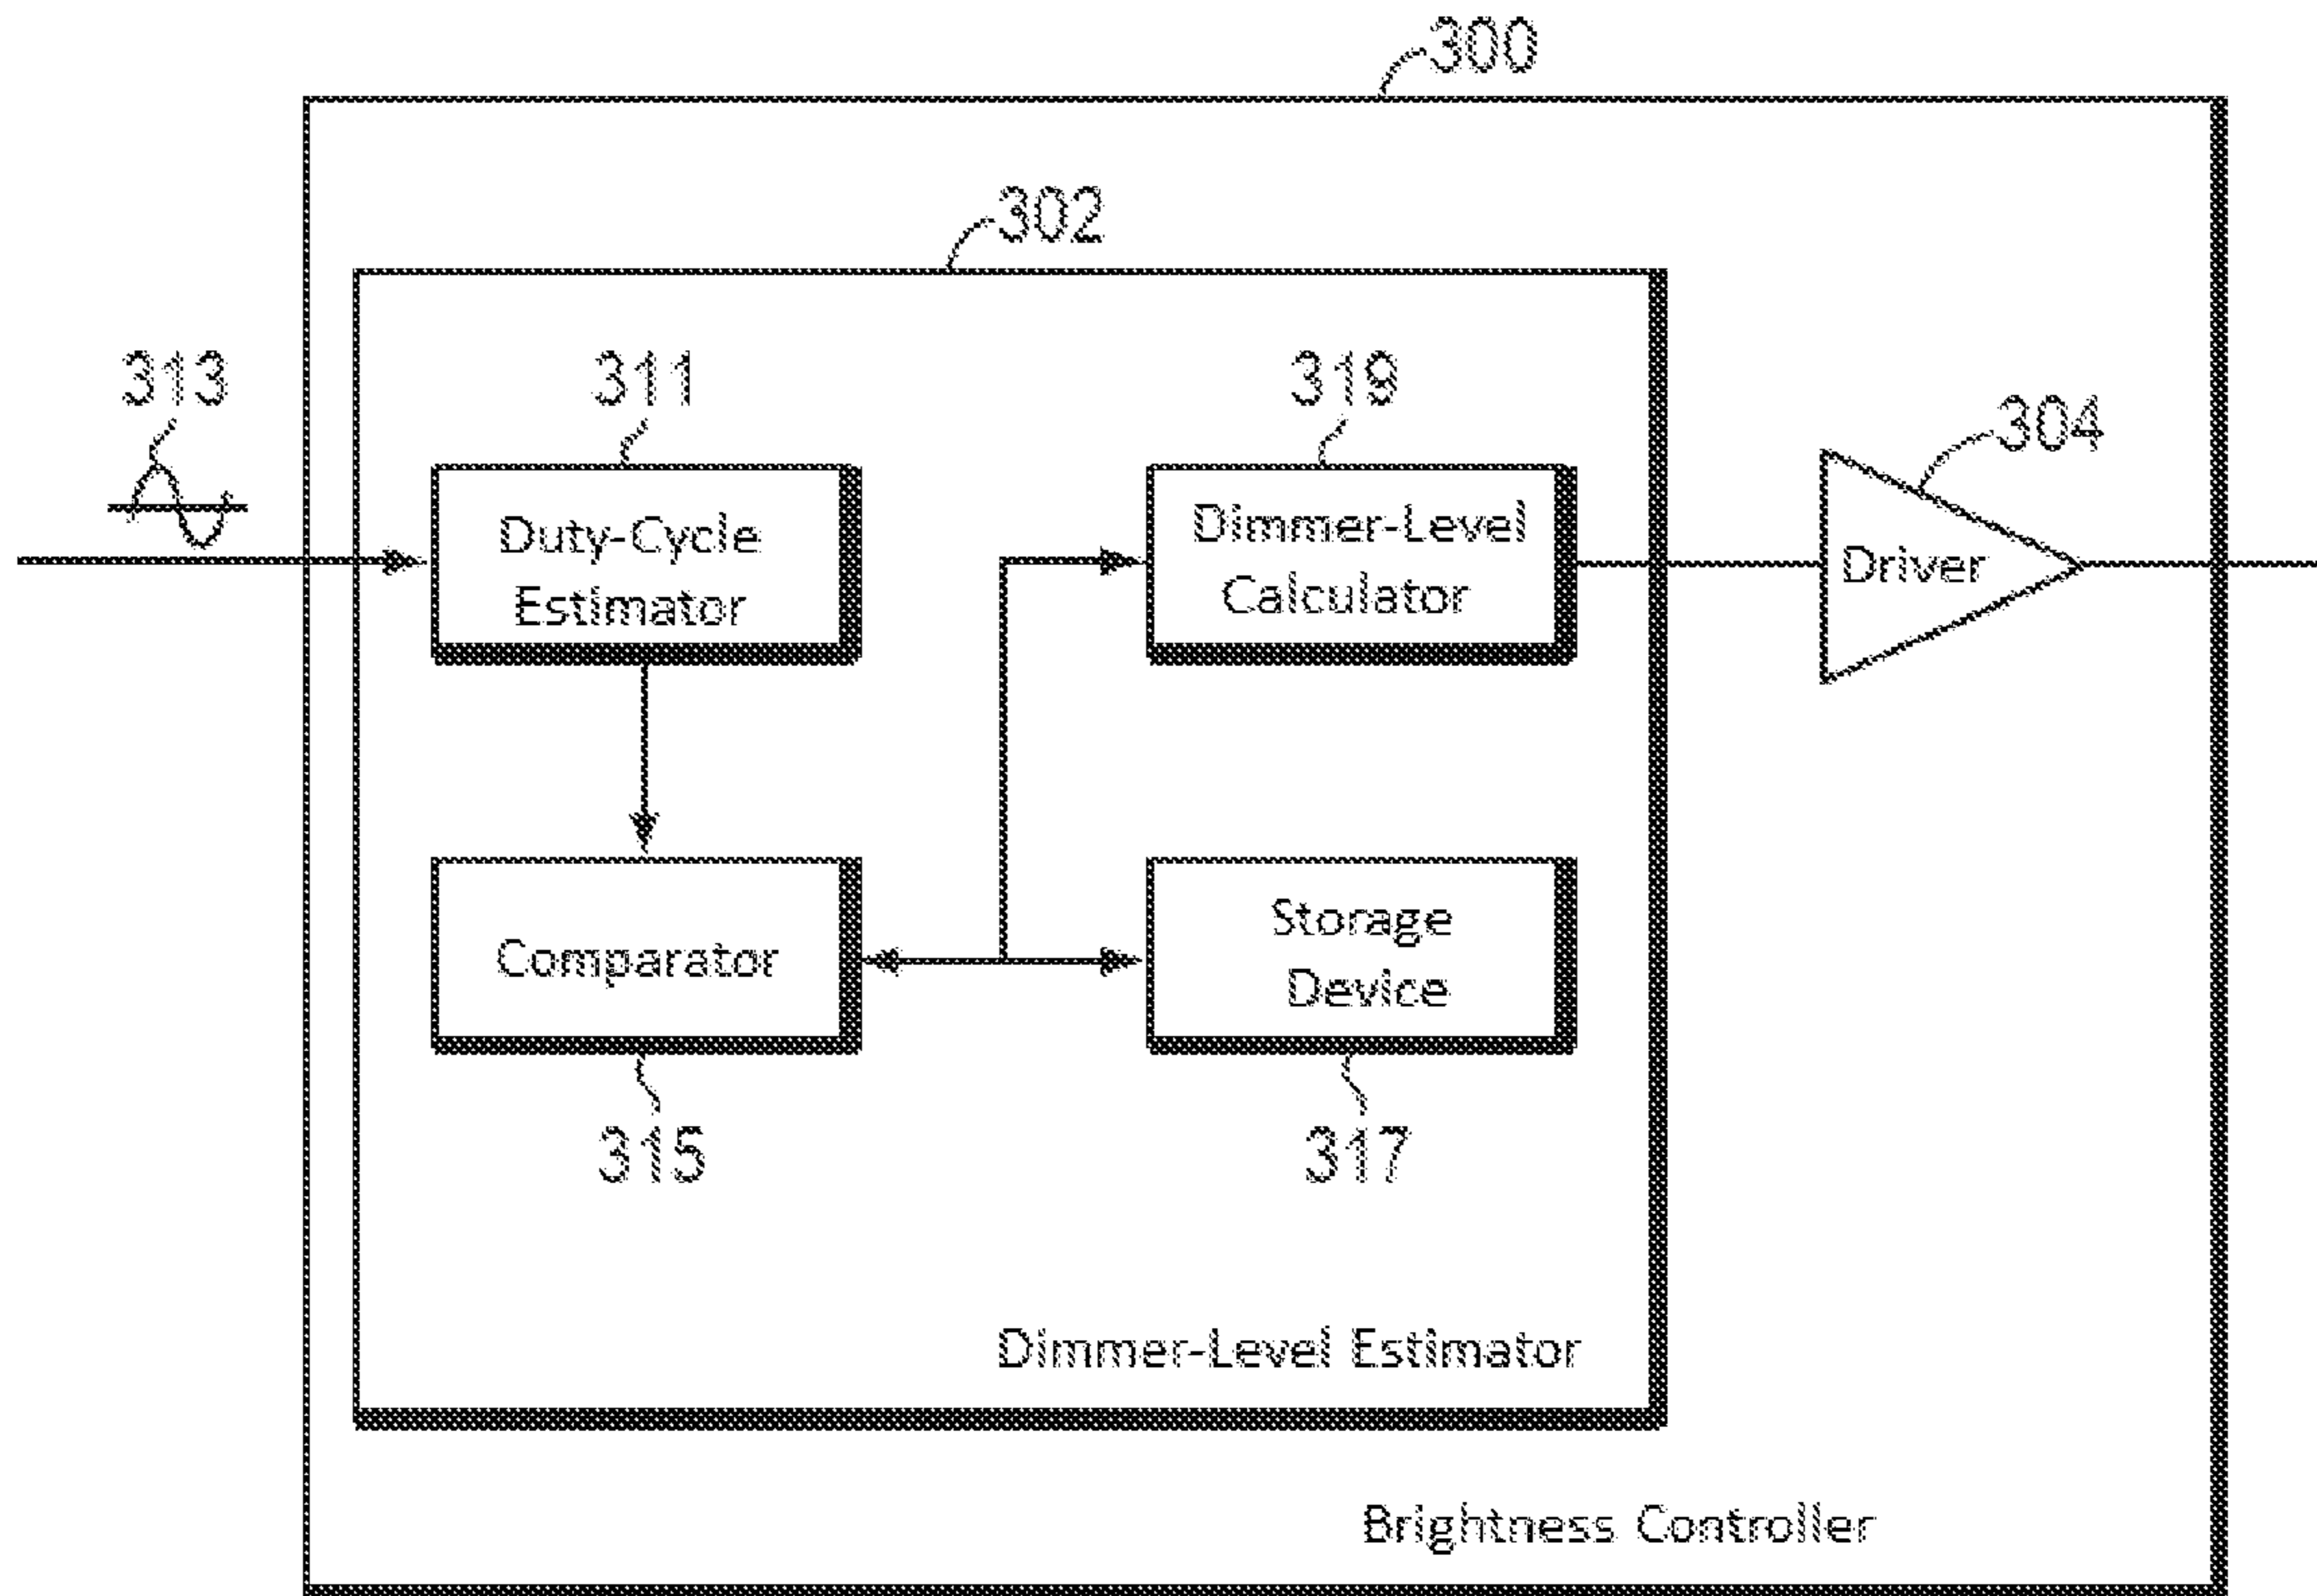 300
302
313
311
319
304
Duty-Cycle
Estimator
Dimmer-Level
Calculator
Driver
Comparator
Storage
Device
315
317
Dimmer-Level Estimator
Brightness Controller